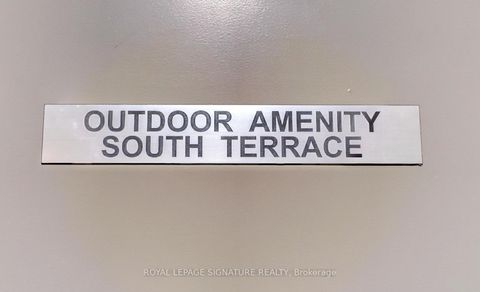 OUTDOOR AMENITY
SOUTH TERRACE
ROYAL LEPAGE SIGNATURE REALTY, Brokerage